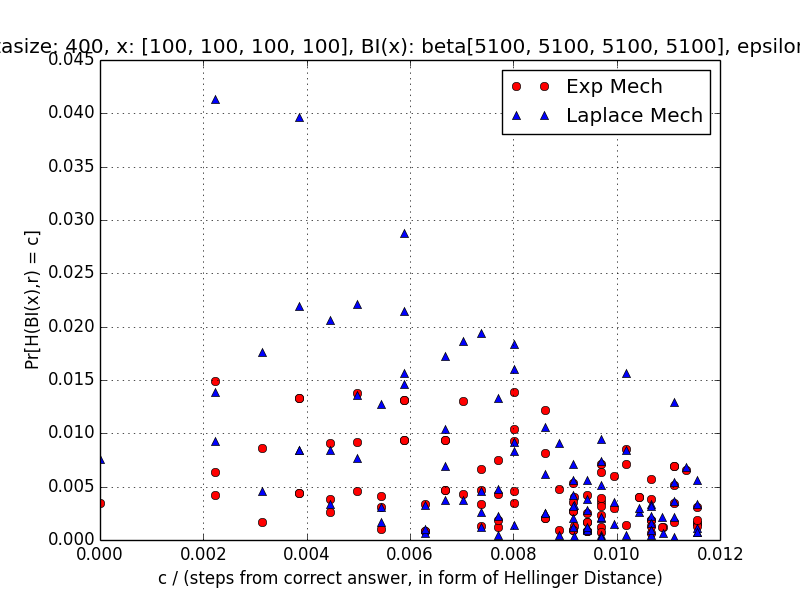 tasize: 400, x: [100, 100, 100, 100], BI(x): beta[5100, 5100, 5100, 5100], epsilon
0.045
0.040
0.035
0.030
0.025
0.020
0.015
0.010
0.005
0.000
Pr[H(BI(x),r) = c]
Exp Mech
Laplace Mech
0.000 0.002 0.004 0.006 0.008 0.010 0.012
c / (steps from correct answer, in form of Hellinger Distance)